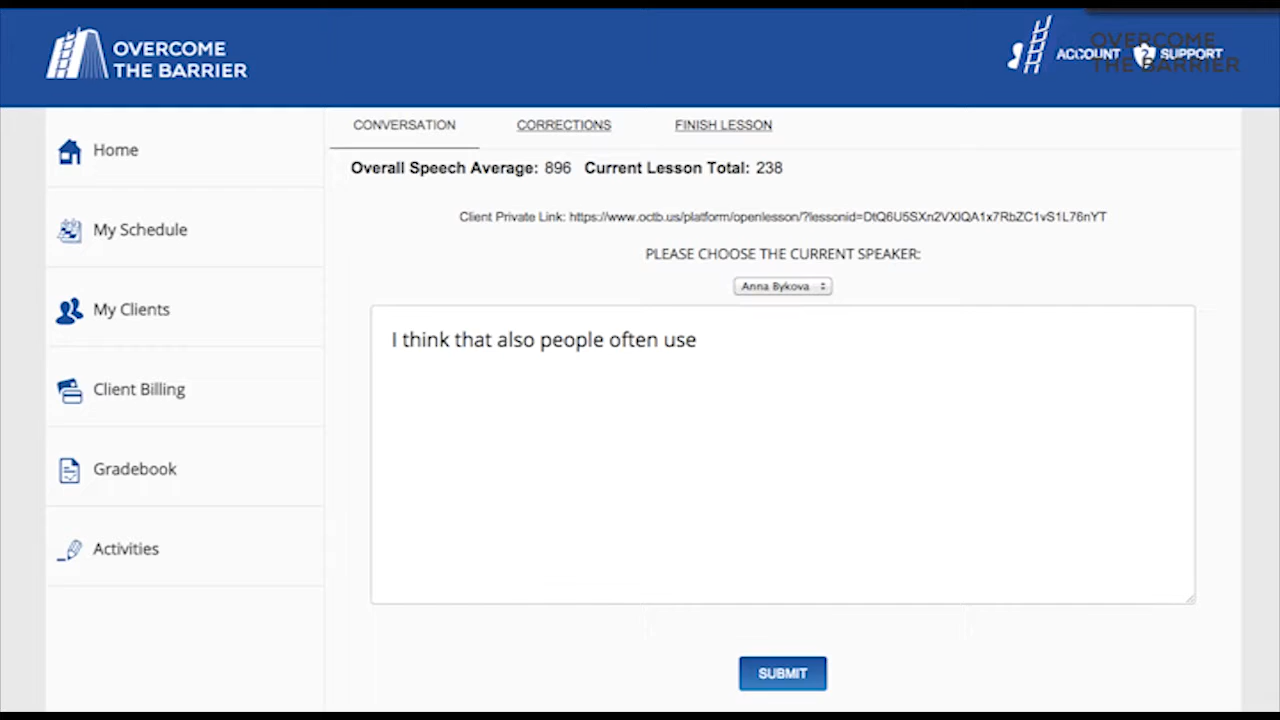 OVERCOME
THE BARRIER
ACCOUNT
? SUPPORT
OVERCOME
THE BARRIER
Home
My Schedule
My Clients
Client Billing
Gradebook
Activities
CONVERSATION CORRECTIONS FINISH LESSON
Overall Speech Average: 896 Current Lesson Total: 238
Client Private Link: https://www.octb.us/platform/openlesson/?lessonid=DtQ6U5SXn2VXlQA1x7RbZC1vS1L76nYT
PLEASE CHOOSE THE CURRENT SPEAKER:
Anna Bykova
I think that also people often use
SUBMIT